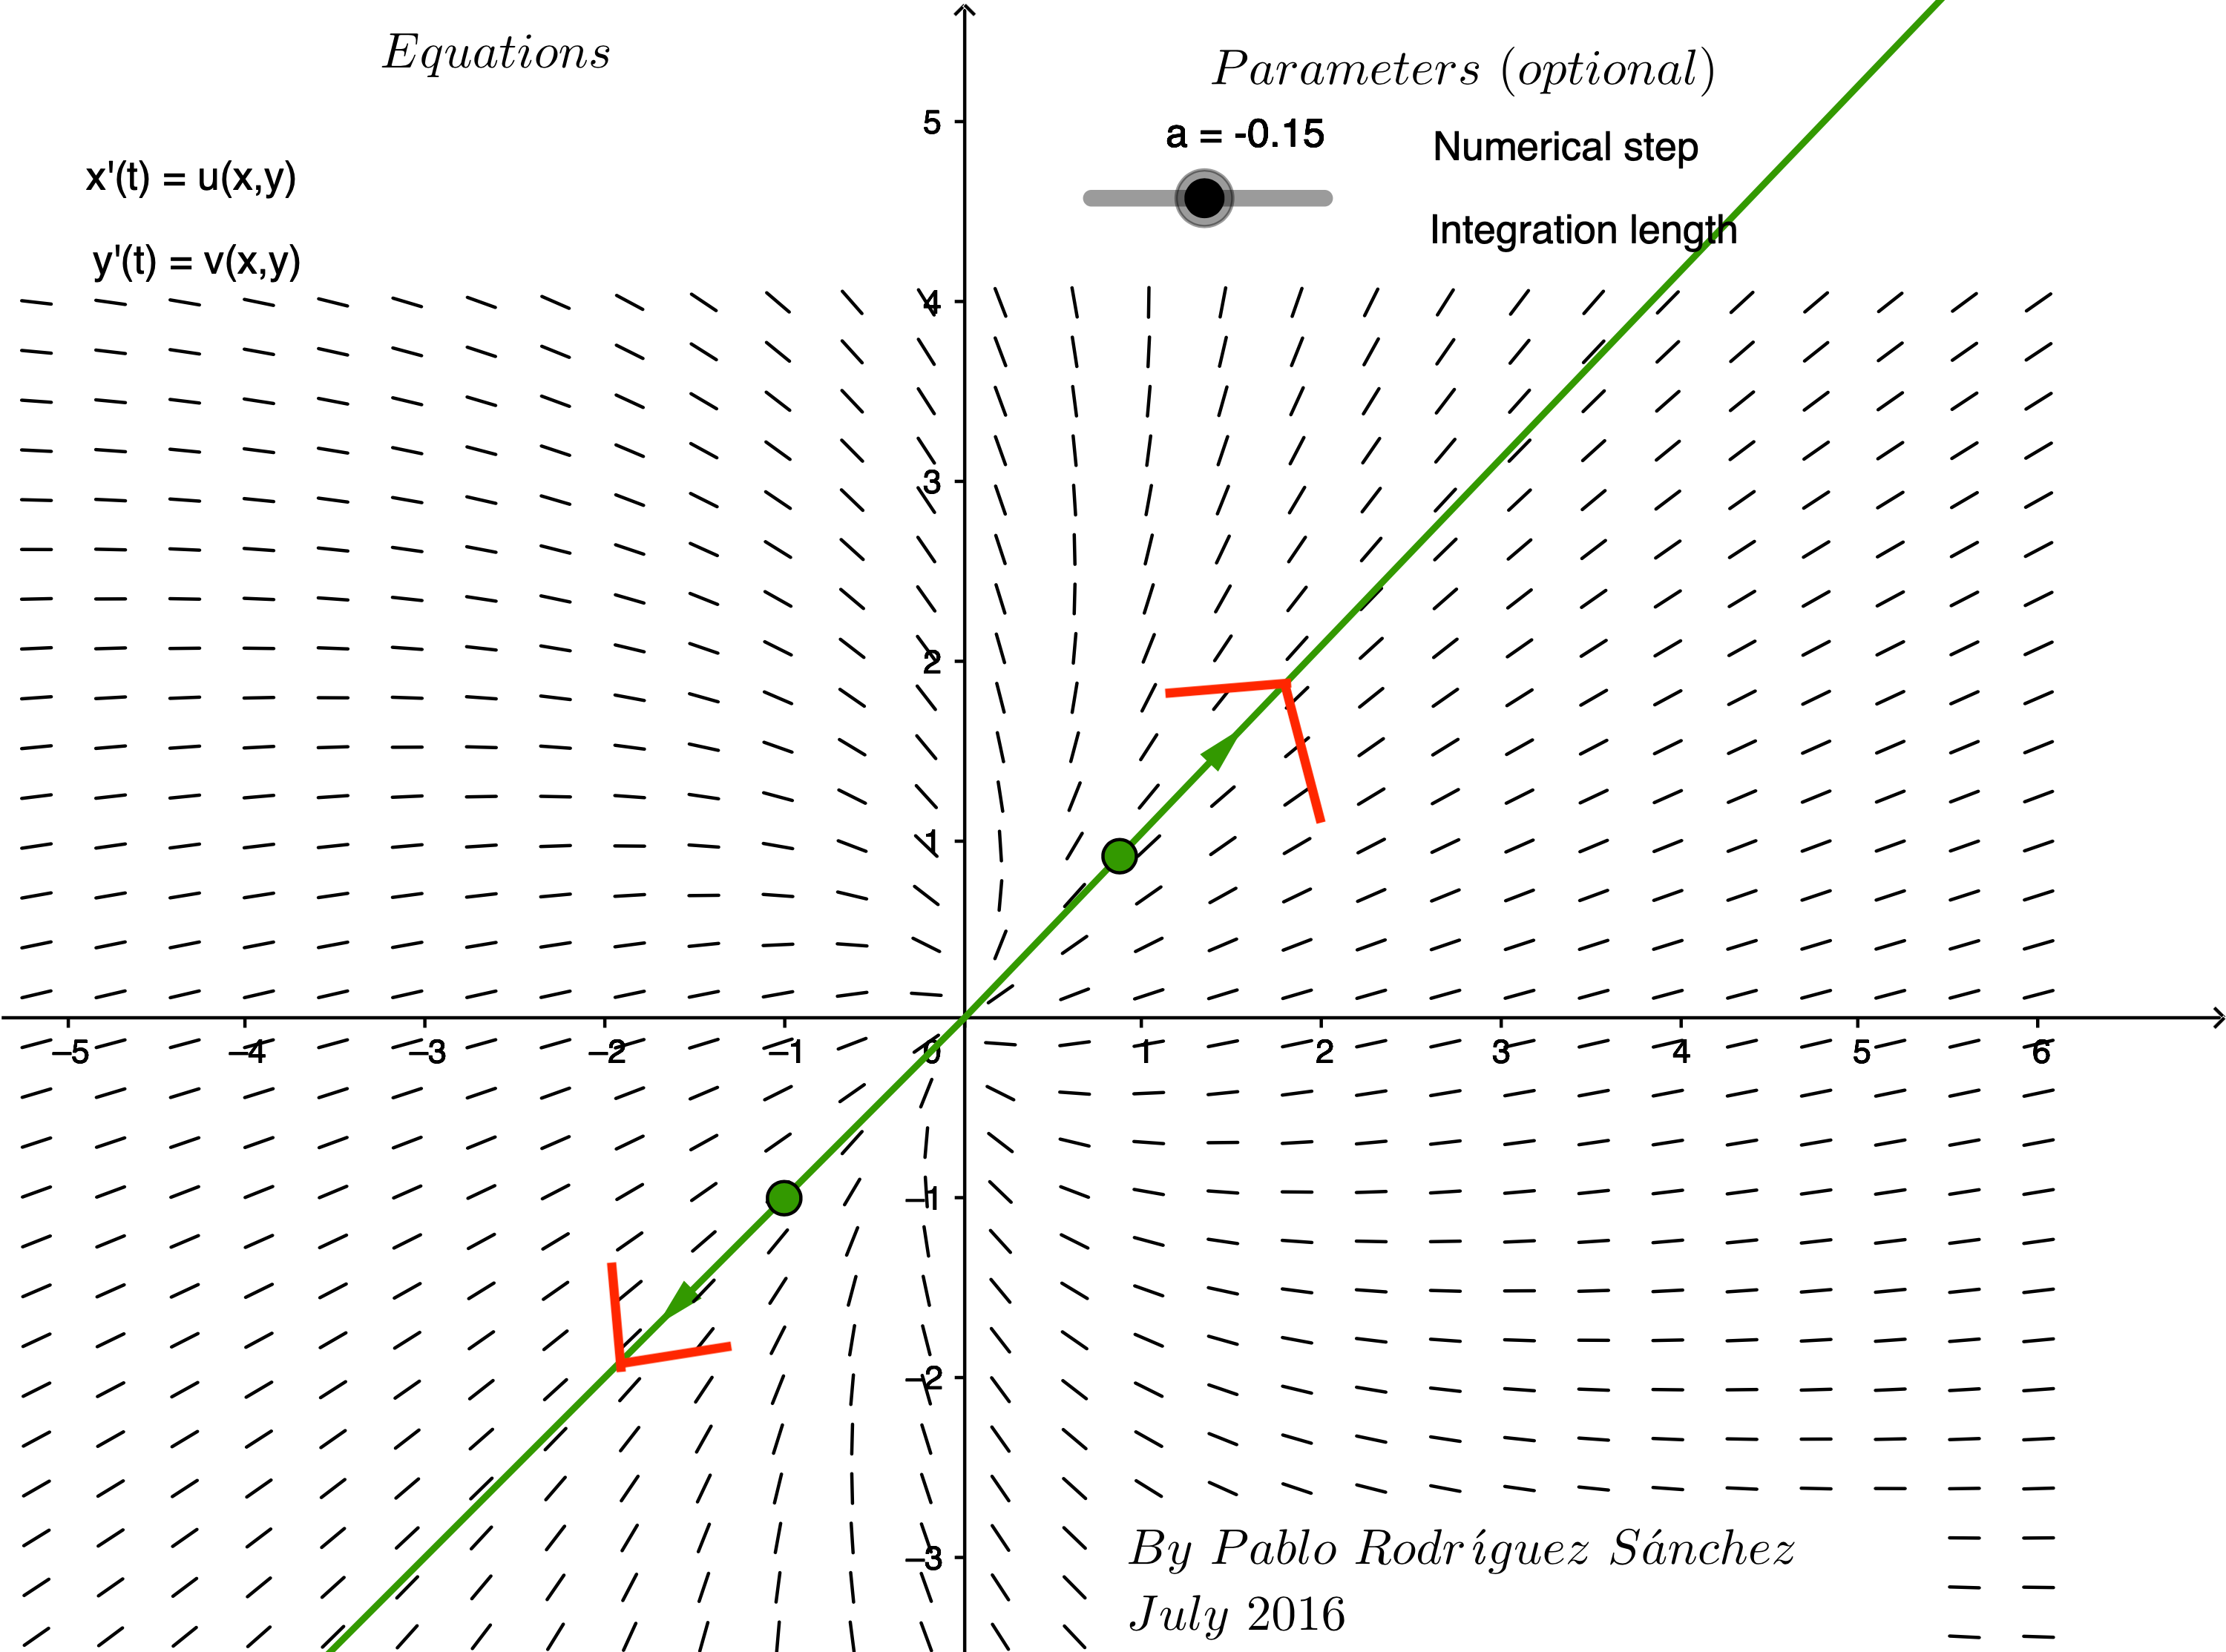 Equations
Parameters (optional)
a = -0.15
Numerical step
x'(t) = u(x,y)
Integration length
y'(t) = v(x,y)
5
4
3
2
1
–5 –4 –3 –2 –1 0 1 2 3 4 5 6
–1
–2
–3
By Pablo Rodríguez Sánchez
July 2016